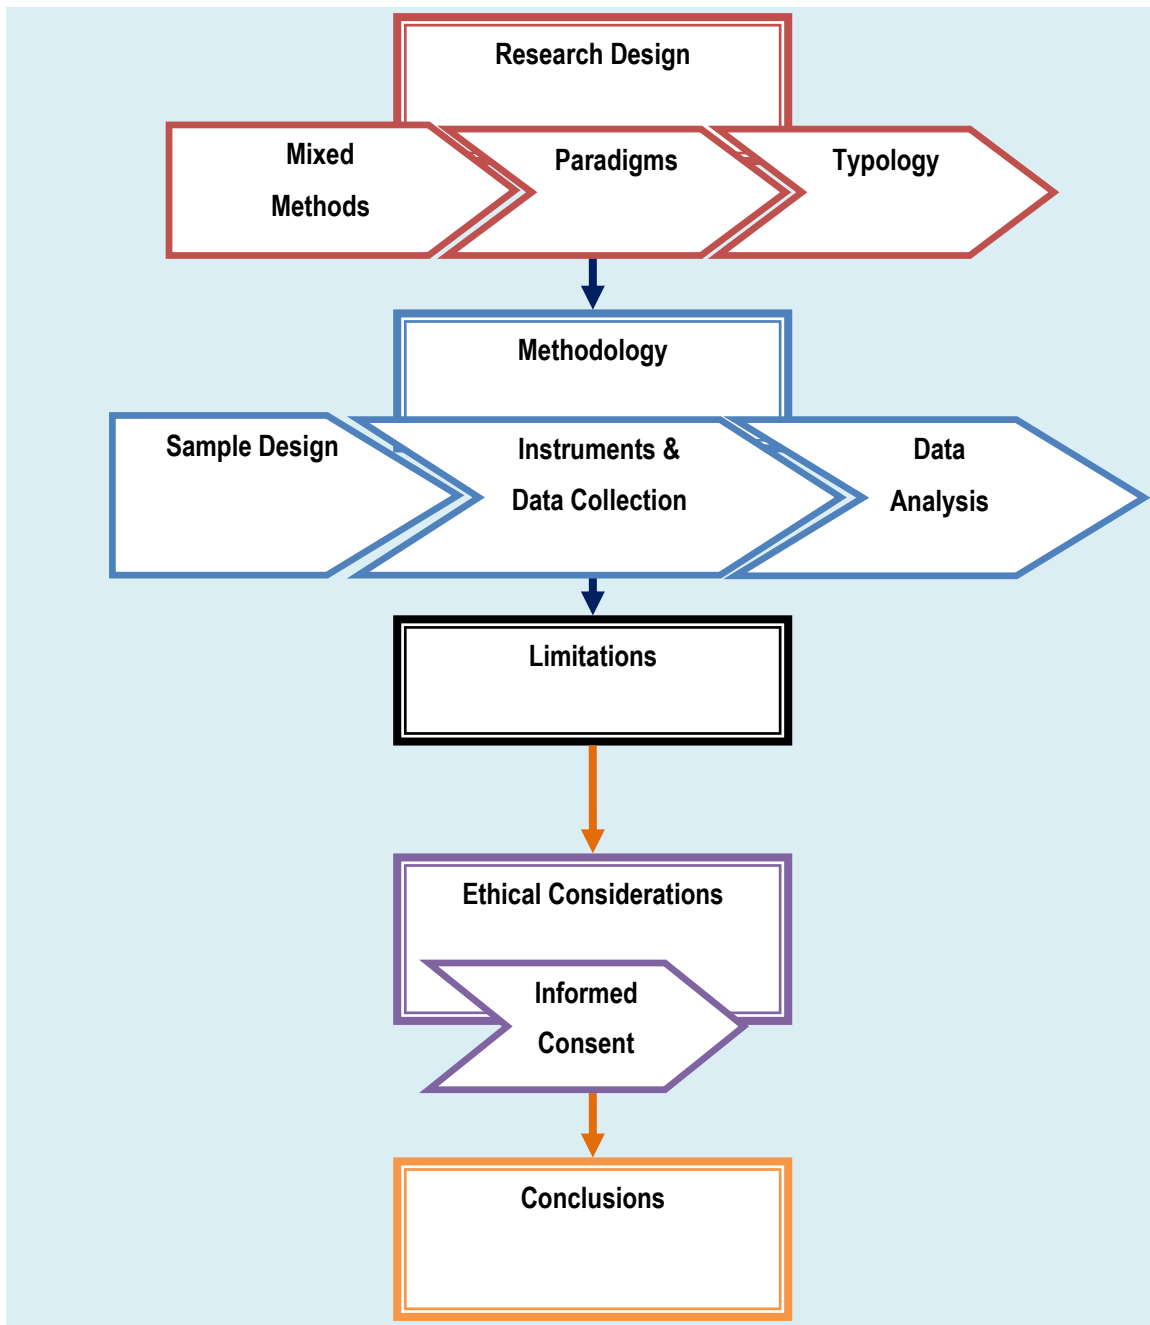 Research Design
Mixed
Methods
Paradigms
Typology
Methodology
Sample Design
Instruments &
Data Collection
Data
Analysis
Limitations
Ethical Considerations
Informed
Consent
Conclusions